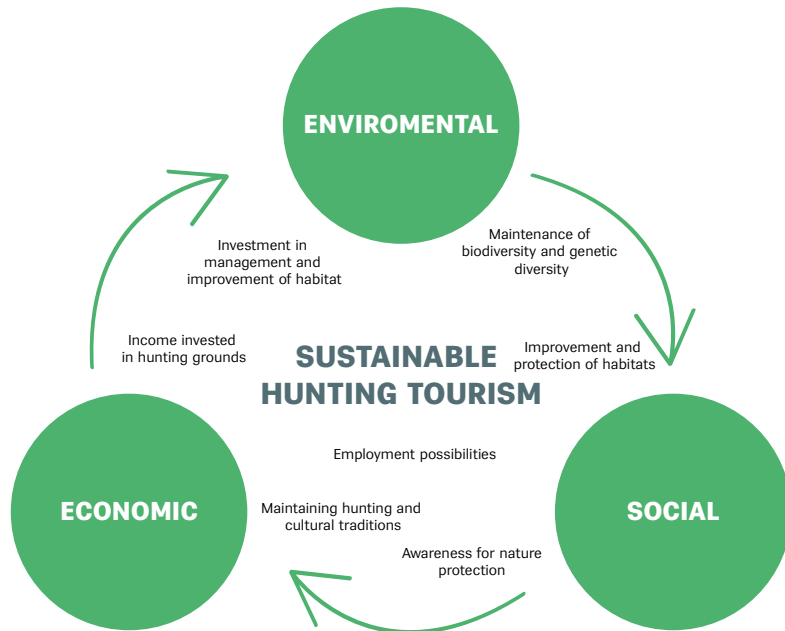 ENVIROMENTAL
Maintenance of
biodiversity and genetic
diversity
Investment in
management and
improvement of habitat
Income invested
in hunting grounds
SUSTAINABLE
HUNTING TOURISM
Improvement and
protection of habitats
Employment possibilities
ECONOMIC
Maintaining hunting and
cultural traditions
SOCIAL
Awareness for nature
protection